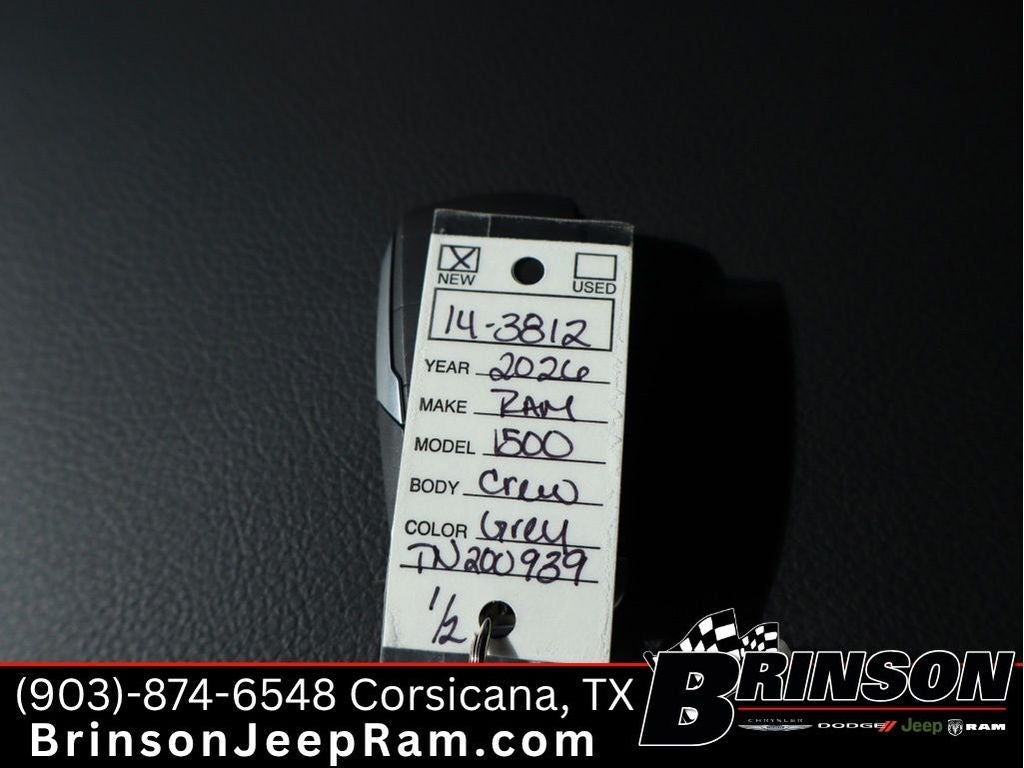 X
NEW
USED
14-3812
YEAR 2026
MAKE RAM
MODEL 1500
BODY Crew
COLOR Grey
TN200939
1/2
(903)-874-6548 Corsicana, TX
BrinsonJeepRam.com
BRINSON
CHRYSLER DODGE Jeep RAM